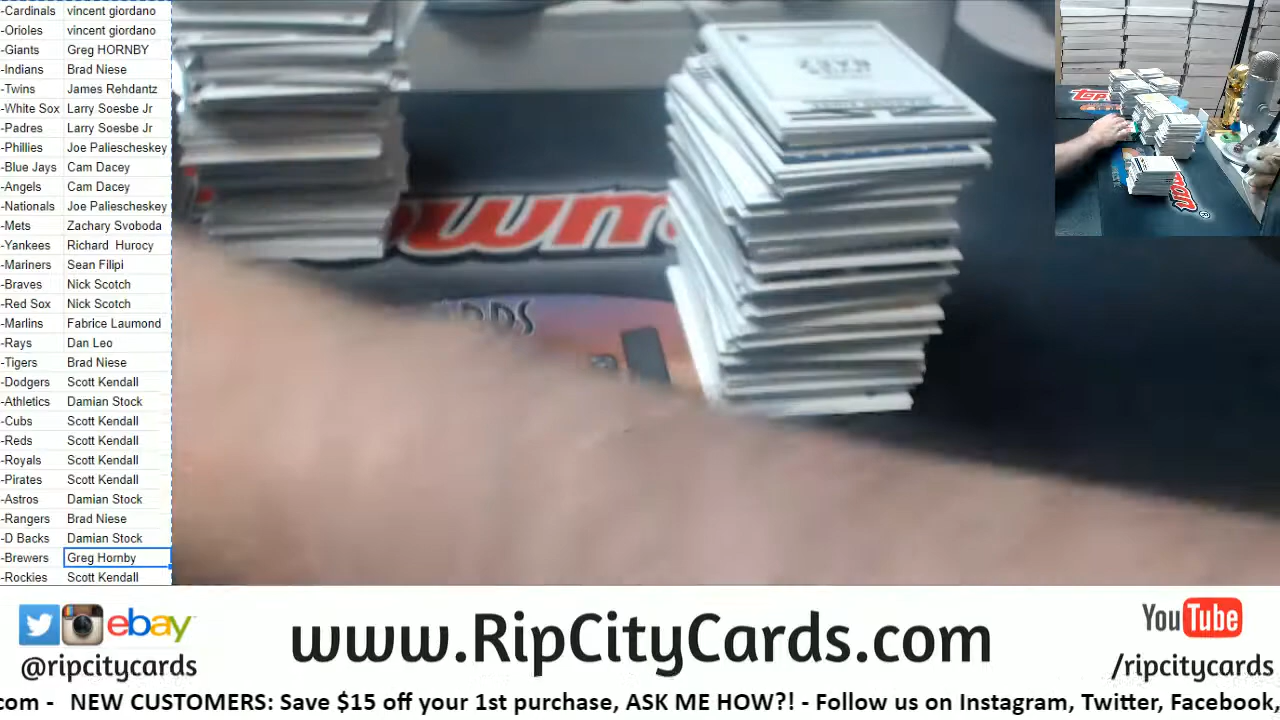 -Cardinals vincent giordano
-Orioles vincent giordano
-Giants Greg HORNBY
-Indians Brad Niese
-Twins James Rehdantz
-White Sox Larry Soesbe Jr
-Padres Larry Soesbe Jr
-Phillies Joe Paliescheskey
-Blue Jays Cam Dacey
-Angels Cam Dacey
-Nationals Joe Paliescheskey
-Mets Zachary Svoboda
-Yankees Richard Hurocy
-Mariners Sean Filipi
-Braves Nick Scotch
-Red Sox Nick Scotch
-Marlins Fabrice Laumond
-Rays Dan Leo
-Tigers Brad Niese
-Dodgers Scott Kendall
-Athletics Damian Stock
-Cubs Scott Kendall
-Reds Scott Kendall
-Royals Scott Kendall
-Pirates Scott Kendall
-Astros Damian Stock
-Rangers Brad Niese
-D Backs Damian Stock
-Brewers Greg Hornby
-Rockies Scott Kendall
ebay
@ripcitycards
www.RipCityCards.com
YouTube
/ripcitycards
com - NEW CUSTOMERS: Save $15 off your 1st purchase, ASK ME HOW?! - Follow us on Instagram, Twitter, Facebook,